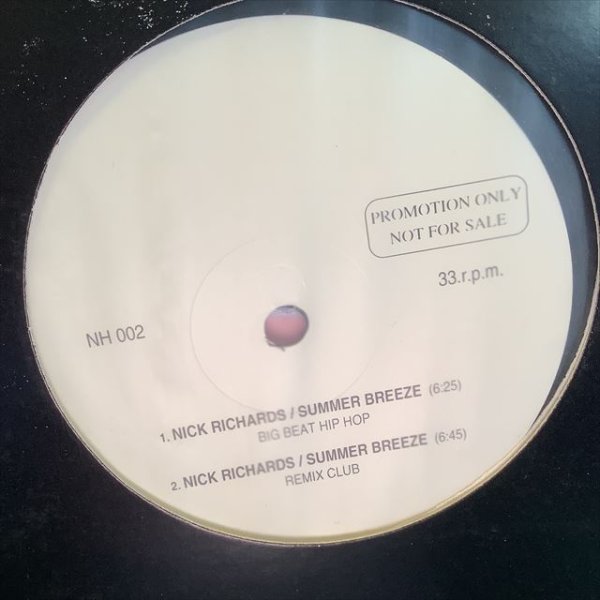 PROMOTION ONLY
NOT FOR SALE
33.r.p.m.
NH 002
1. NICK RICHARDS / SUMMER BREEZE (6:25)
BIG BEAT HIP HOP
2. NICK RICHARDS / SUMMER BREEZE (6:45)
REMIX CLUB